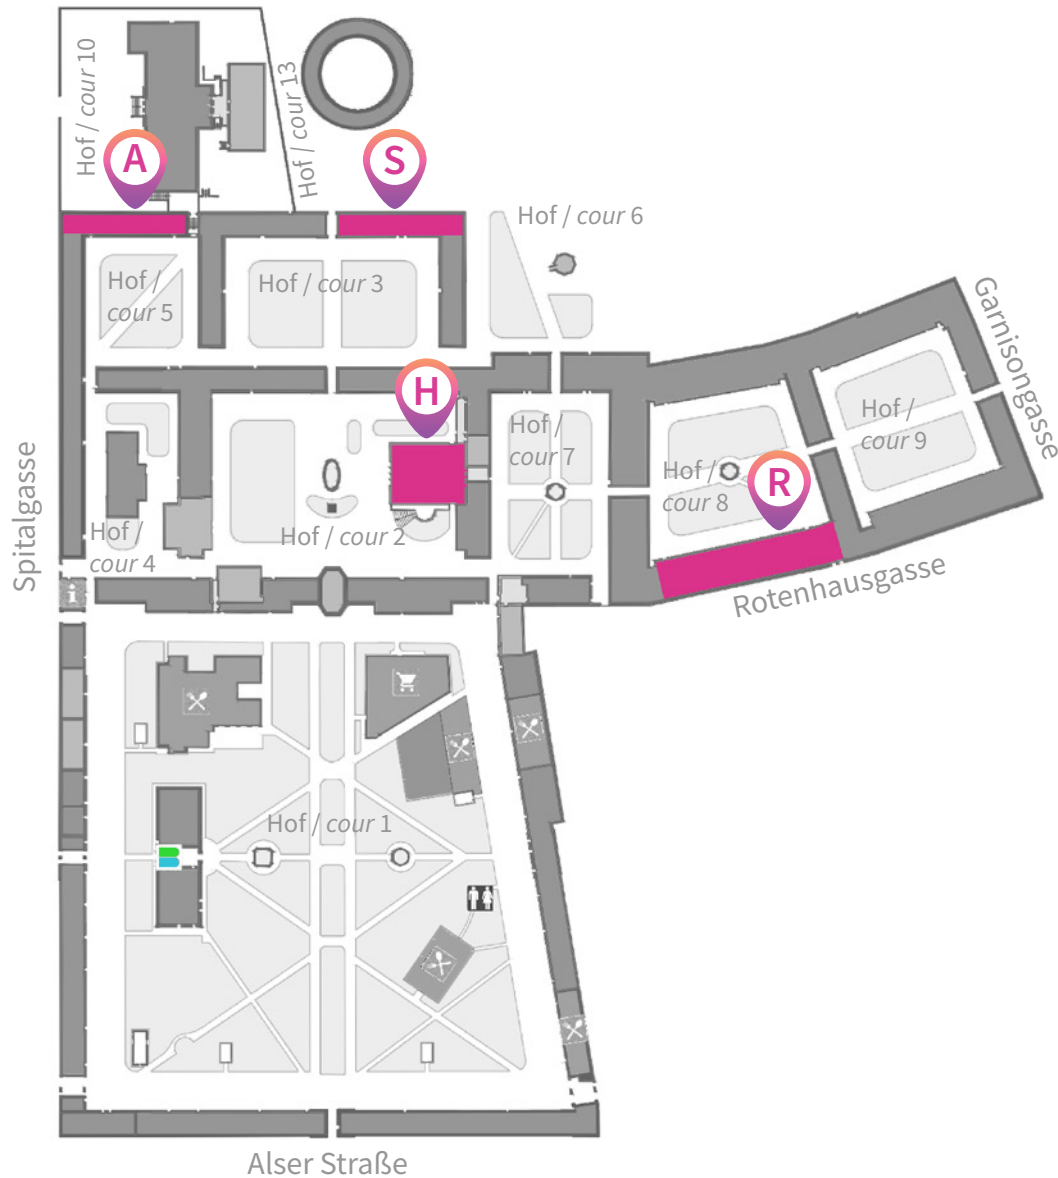 Hof / cour 10
Hof / cour 13
A
S
Hof / cour 6
Hof /
cour 5
Hof / cour 3
Garnisongasse
H
Hof /
cour 7
Hof /
cour 9
Hof /
cour 8
R
Spitalgasse
Hof /
cour 4
Hof / cour 2
i
Rotenhausgasse
Hof / cour 1
Alser Straße